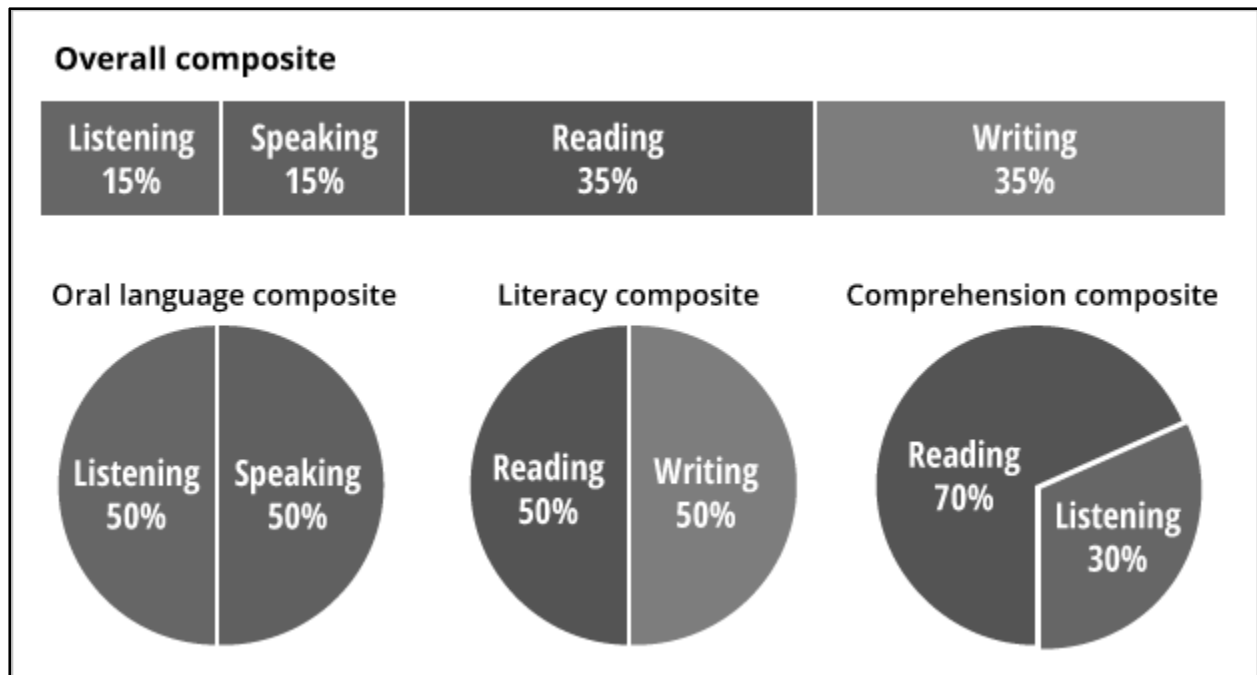 Overall composite
Listening Speaking Reading Writing
15% 15% 35% 35%
Oral language composite Literacy composite Comprehension composite
Listening 50%
Speaking 50%
Reading 50%
Writing 50%
Reading 70%
Listening 30%